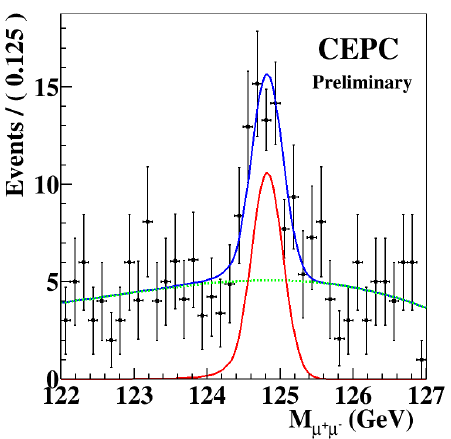 CEPC
Preliminary
Events / ( 0.125 )
15
10
5
0
122 123 124 125 126 127
M_{μ⁺μ⁻} (GeV)